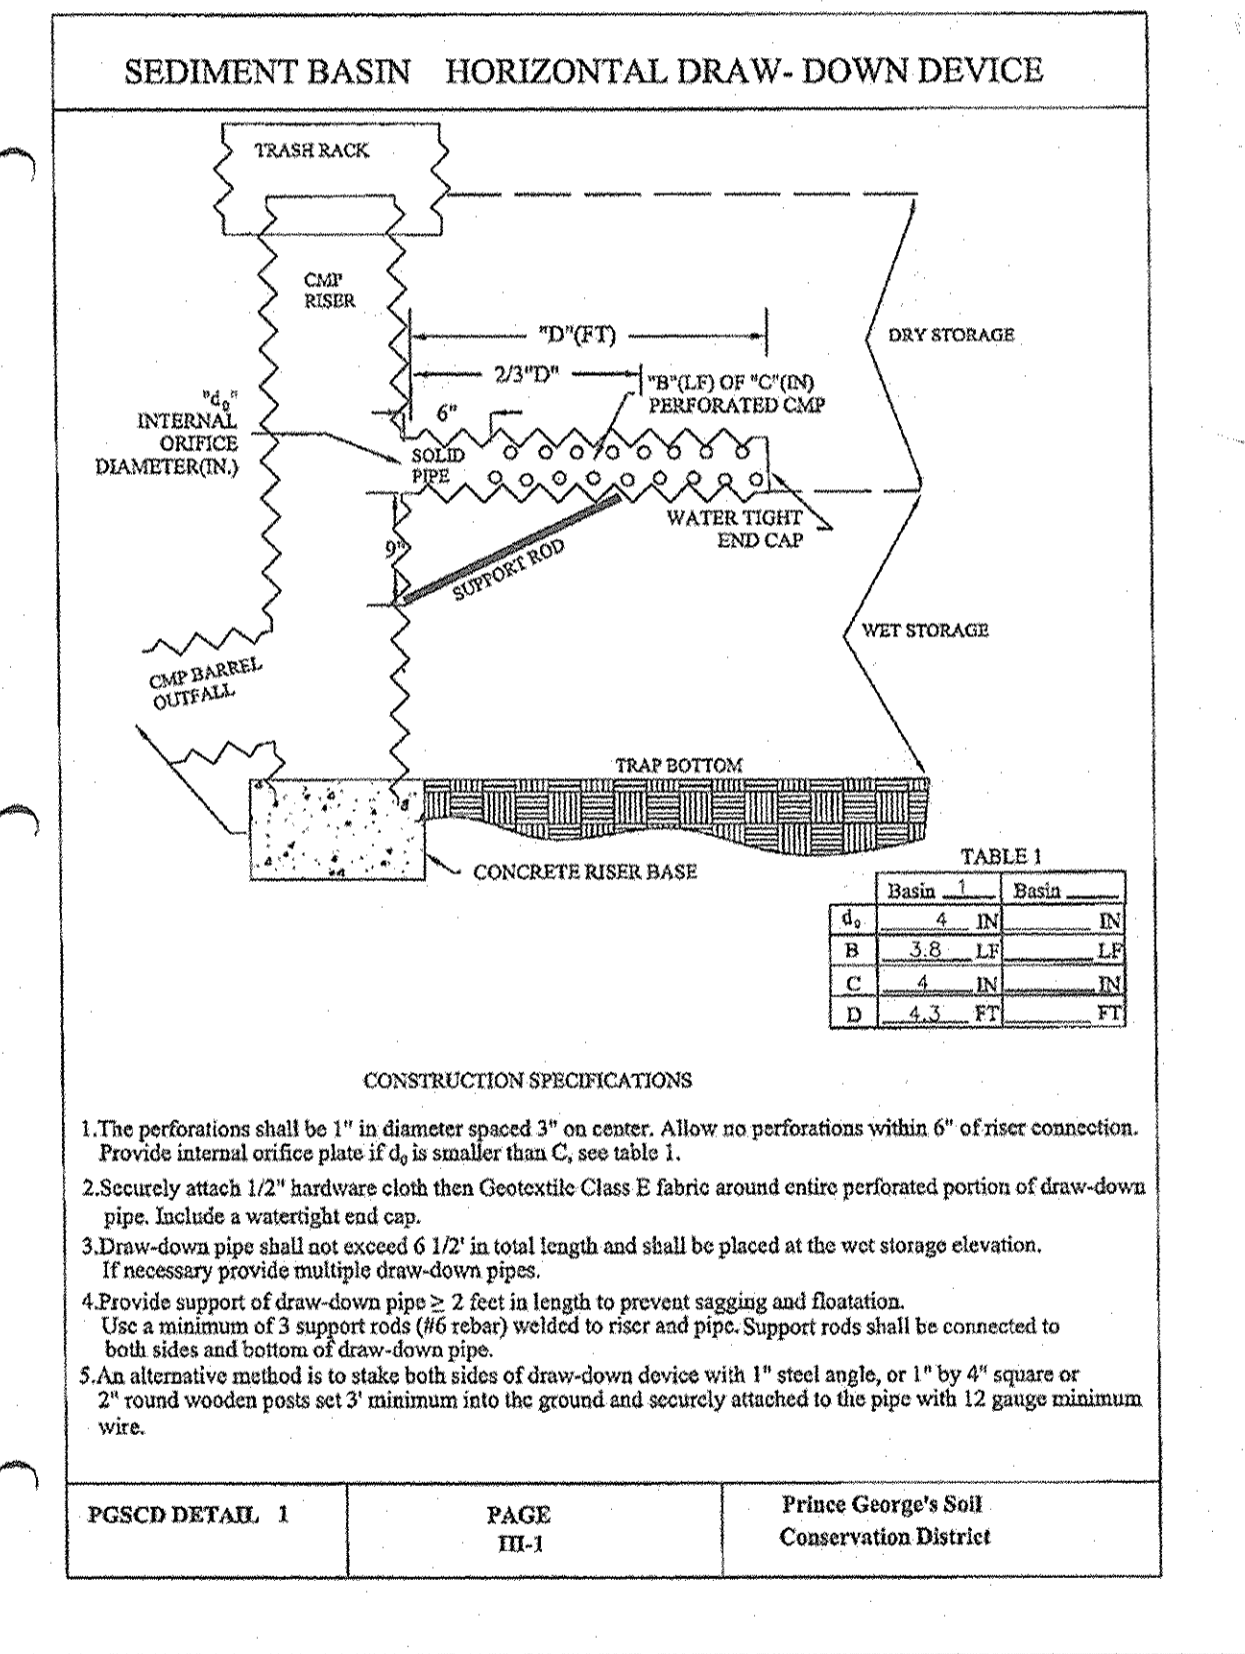 SEDIMENT BASIN HORIZONTAL DRAW- DOWN DEVICE
TRASH RACK
CMP
RISER
"D"(FT)
DRY STORAGE
2/3"D"
"B"(LF) OF "C"(IN)
PERFORATED CMP
"d₀"
INTERNAL
ORIFICE
DIAMETER(IN.)
6"
SOLID
PIPE
WATER TIGHT
END CAP
9"
SUPPORT ROD
WET STORAGE
CMP BARREL
OUTFALL
TRAP BOTTOM
CONCRETE RISER BASE
TABLE 1
Basin 1 Basin
d₀ 4 IN IN
B 3.8 LF LF
C 4 IN IN
D 4.3 FT FT
CONSTRUCTION SPECIFICATIONS
1.The perforations shall be 1" in diameter spaced 3" on center. Allow no perforations within 6" of riser connection.
Provide internal orifice plate if d₀ is smaller than C, see table 1.
2.Securely attach 1/2" hardware cloth then Geotextile Class E fabric around entire perforated portion of draw-down
pipe. Include a watertight end cap.
3.Draw-down pipe shall not exceed 6 1/2' in total length and shall be placed at the wet storage elevation.
If necessary provide multiple draw-down pipes.
4.Provide support of draw-down pipe ≥ 2 feet in length to prevent sagging and floatation.
Use a minimum of 3 support rods (#6 rebar) welded to riser and pipe. Support rods shall be connected to
both sides and bottom of draw-down pipe.
5.An alternative method is to stake both sides of draw-down device with 1" steel angle, or 1" by 4" square or
2" round wooden posts set 3' minimum into the ground and securely attached to the pipe with 12 gauge minimum
wire.
PGSCD DETAIL 1
PAGE
III-1
Prince George's Soil
Conservation District